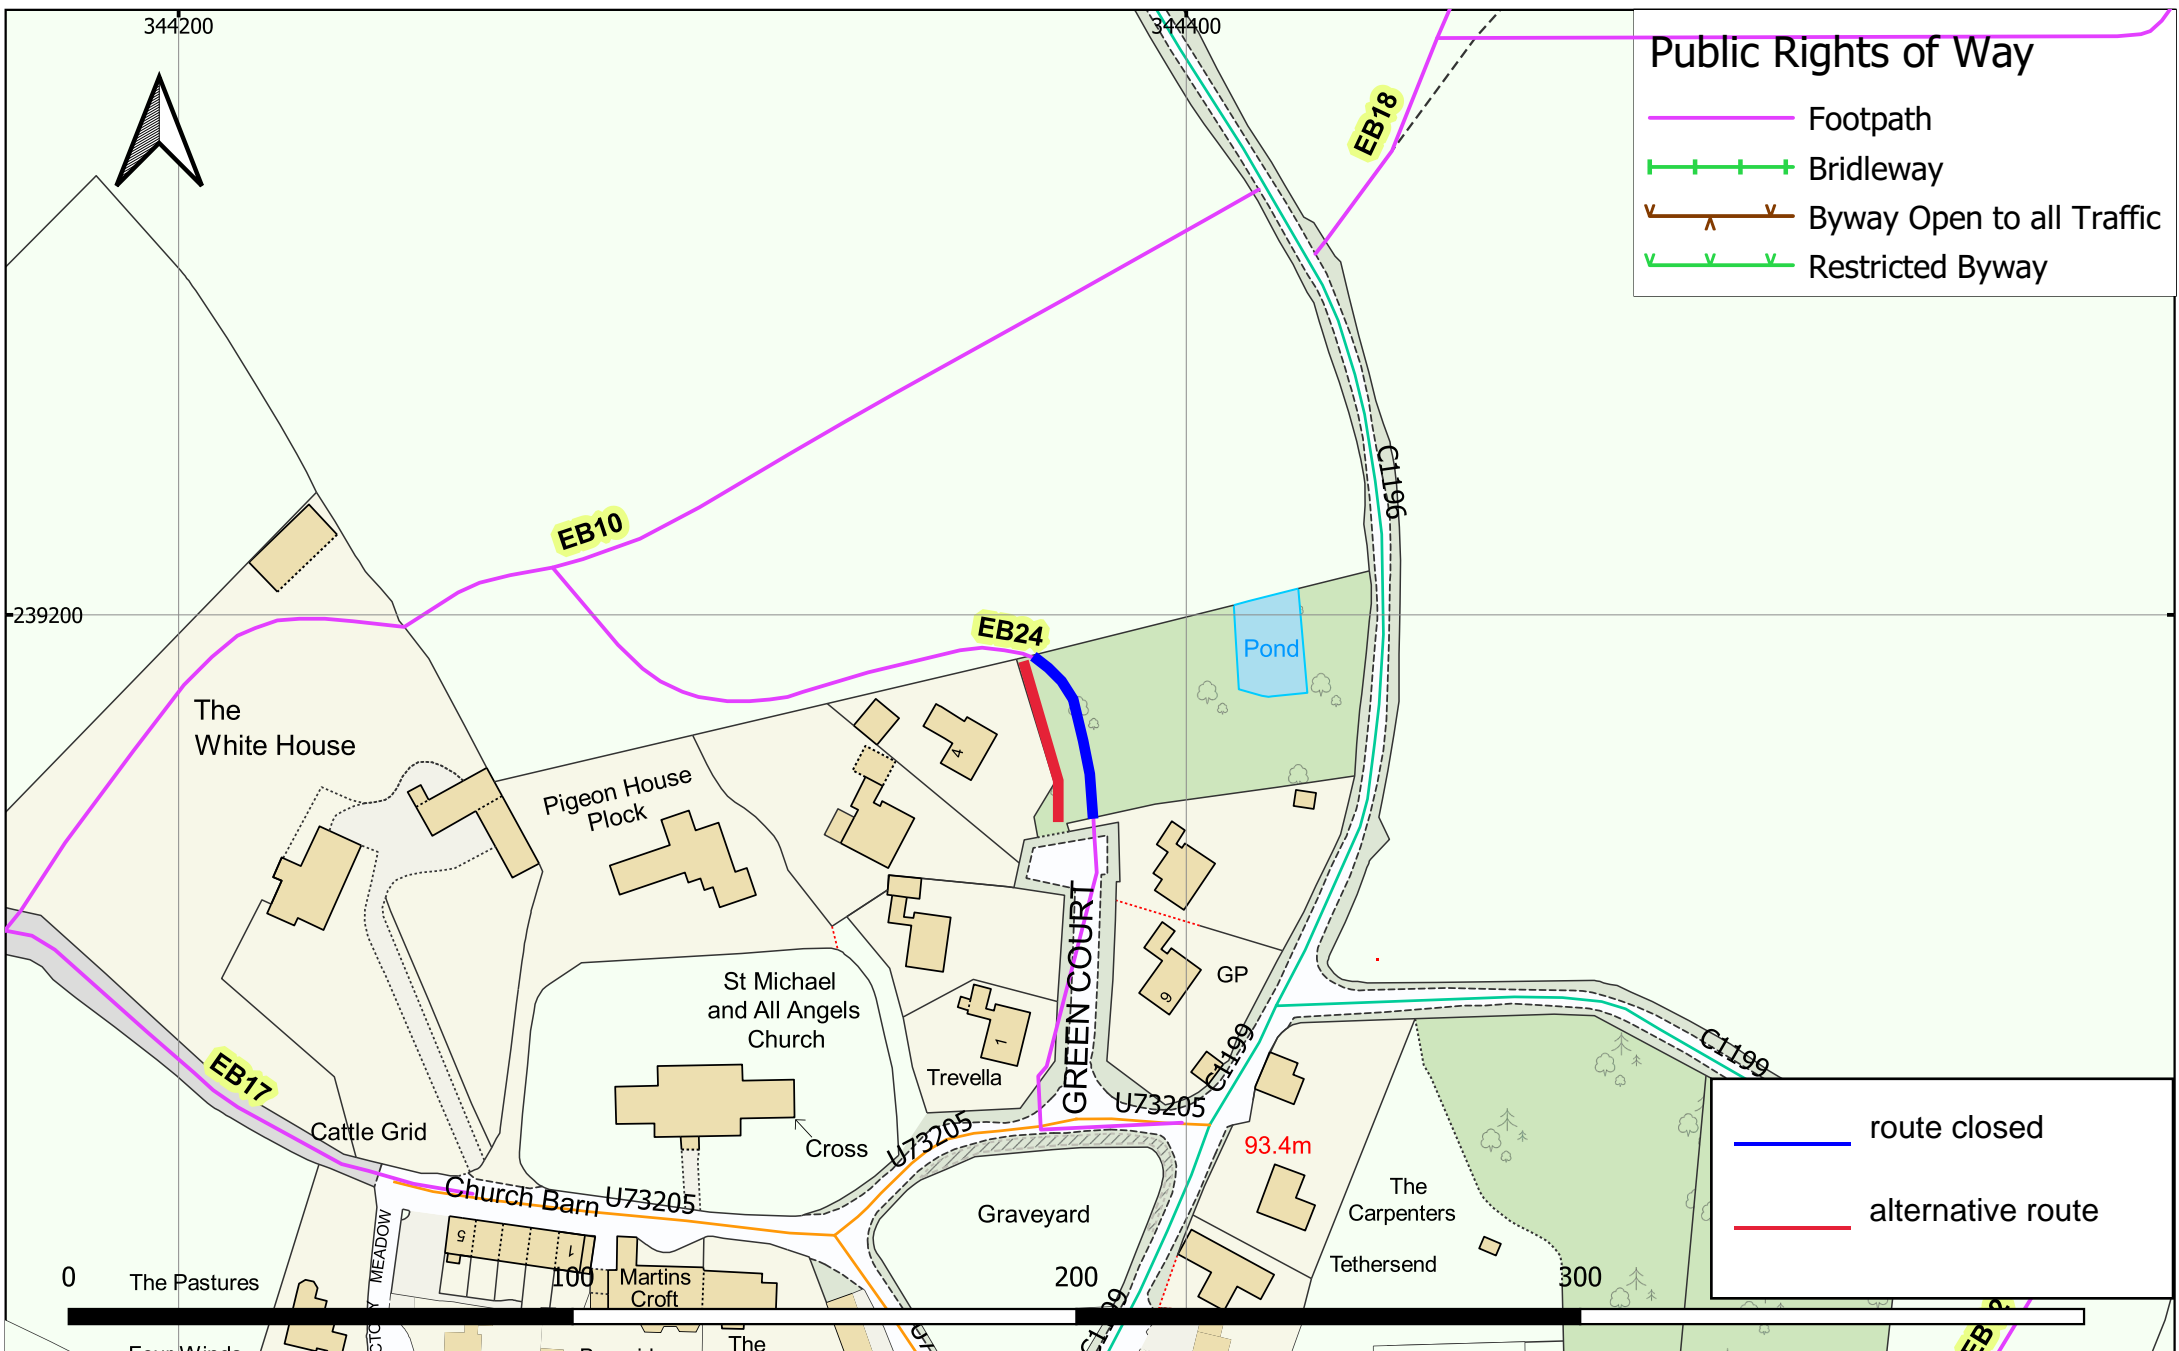 344200
344400
Public Rights of Way
Footpath
Bridleway
Byway Open to all Traffic
Restricted Byway
EB18
C1196
EB10
239200
EB24
Pond
The
White House
4
Pigeon House
Plock
GREEN COURT
St Michael
and All Angels
Church
GP
9
1
Trevella
C1199
C1199
EB17
Cattle Grid
Cross
U73205
U73205
93.4m
route closed
alternative route
Church Barn
U73205
Graveyard
The
Carpenters
Tethersend
MEADOW
5
1
The Pastures
Martins
Croft
0
100
200
300
C1199
The